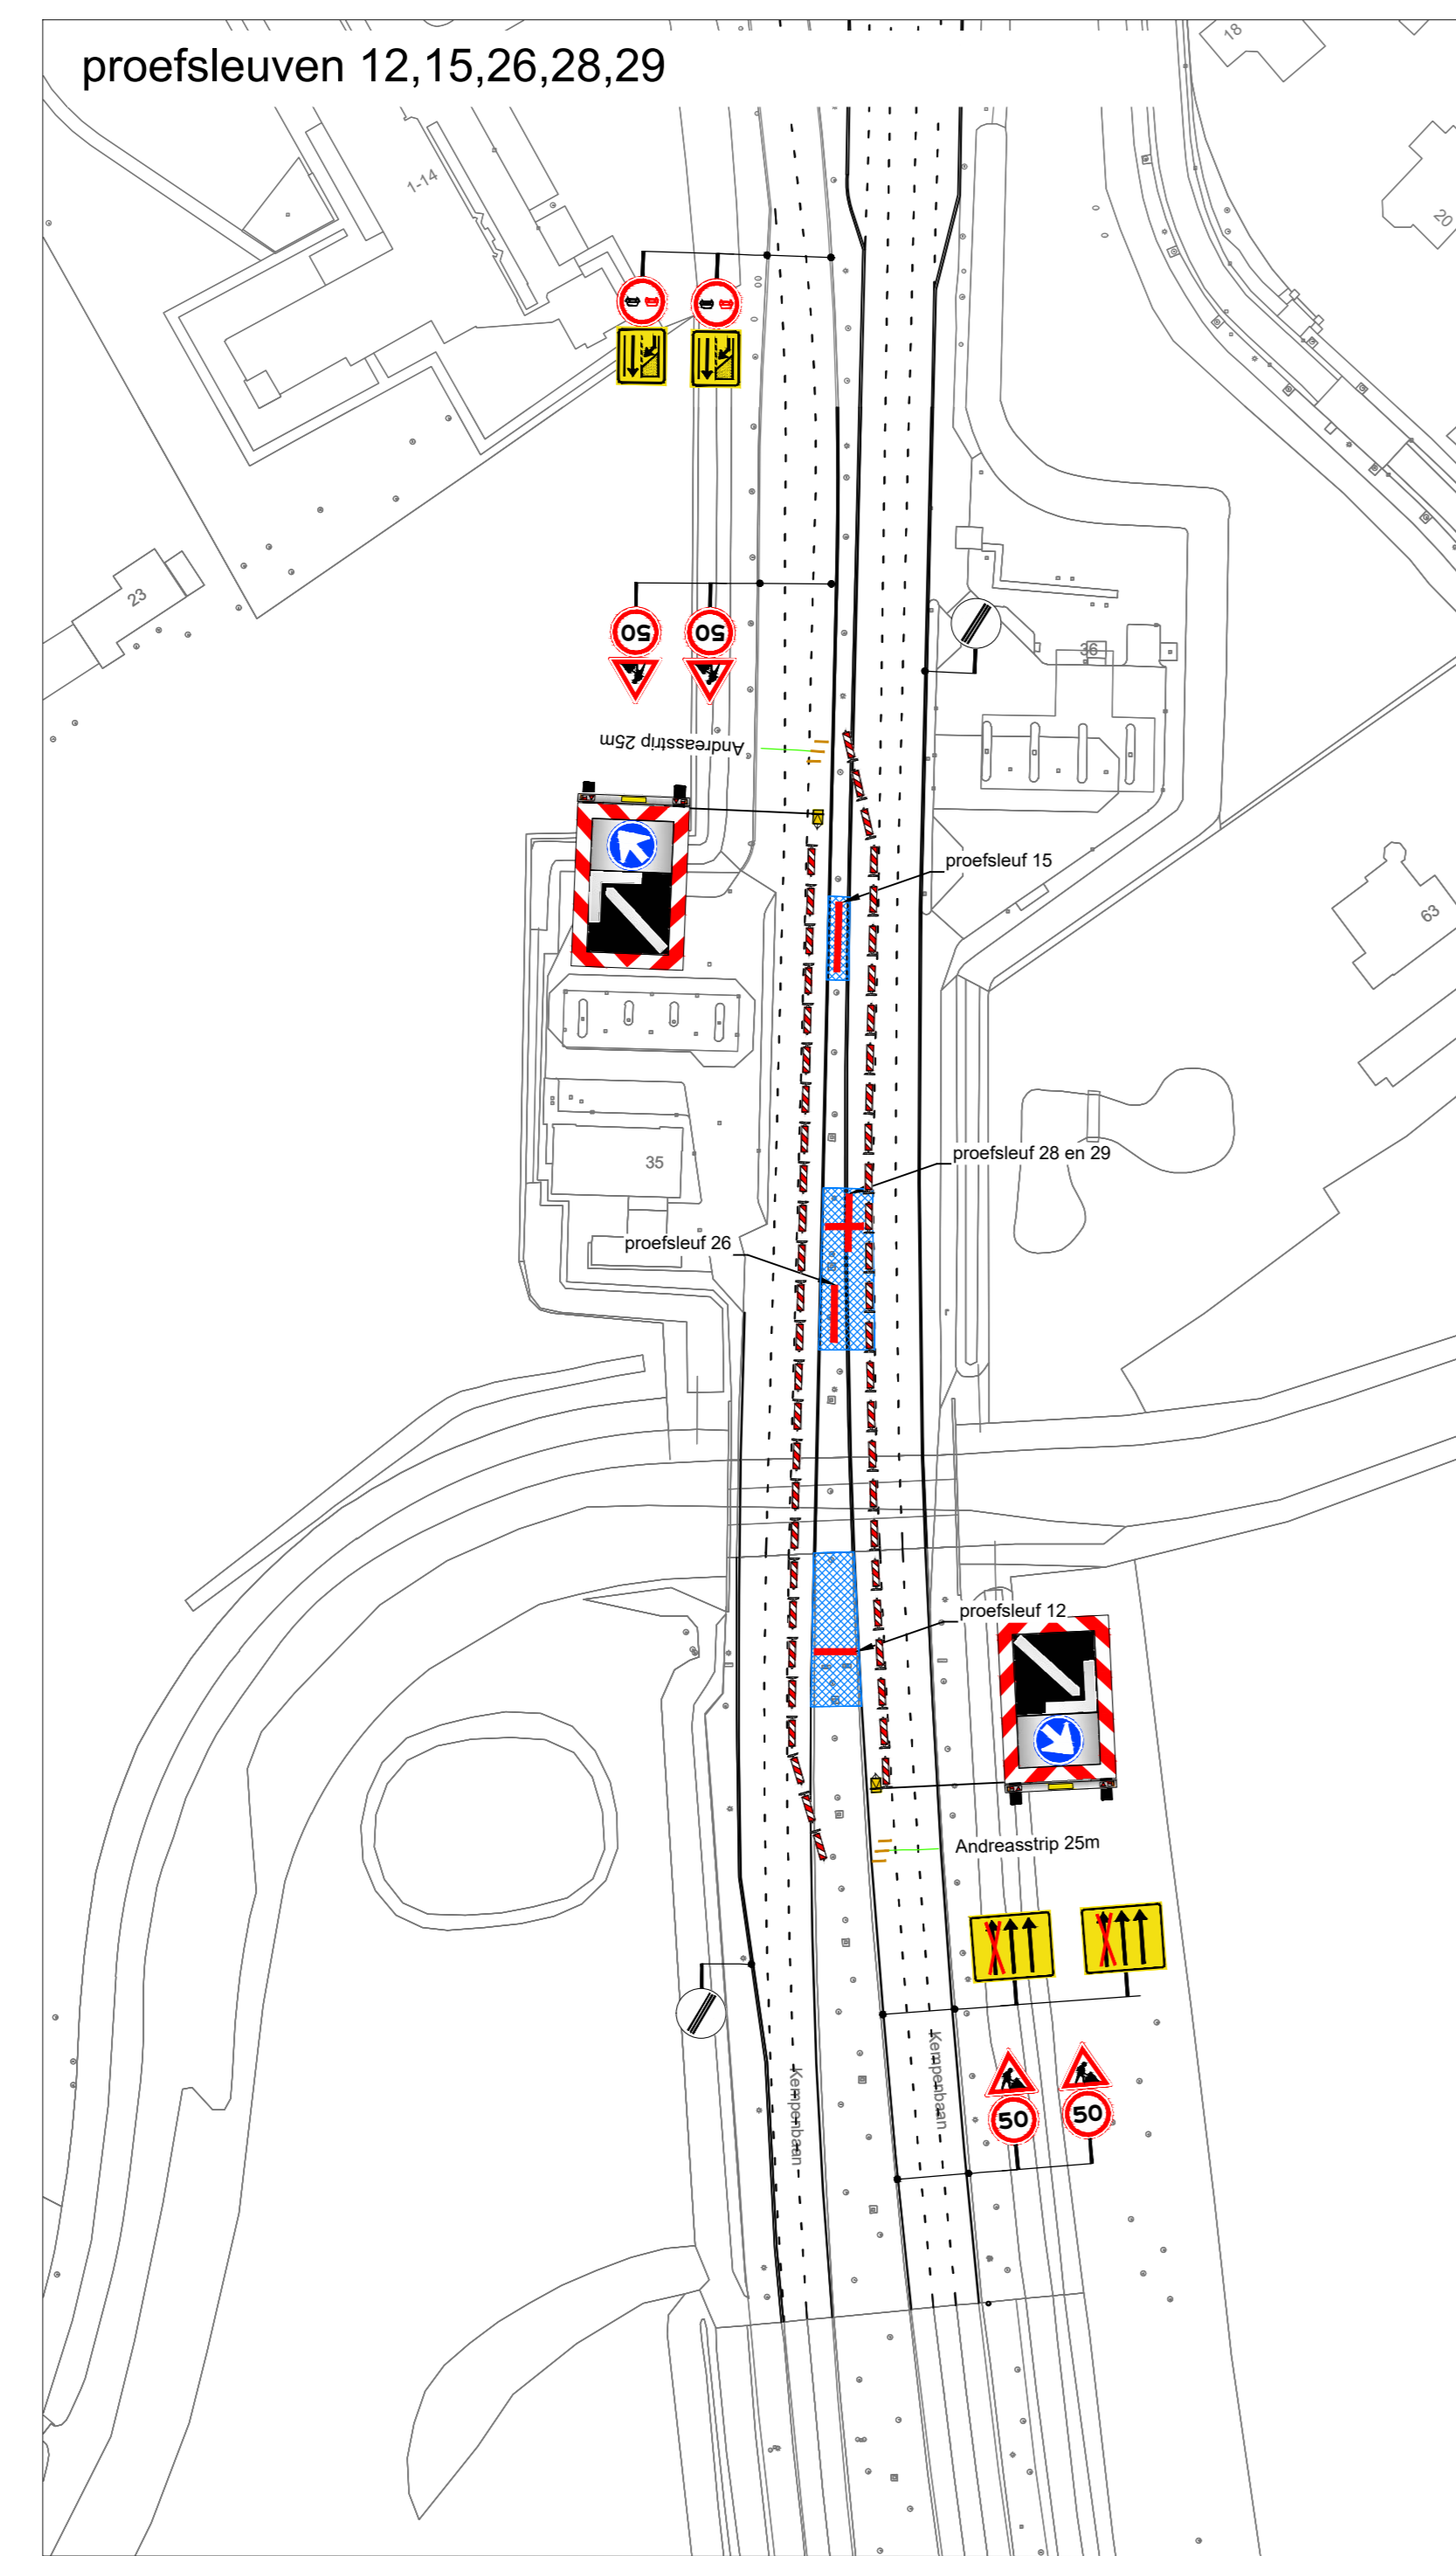 proefsleuven 12,15,26,28,29
18
1-14
20
23
50
50
36
Andreasstrip 25m
proefsleuf 15
63
proefsleuf 28 en 29
35
proefsleuf 26
proefsleuf 12
Andreasstrip 25m
Kempenbaan
Kempenbaan
50
50